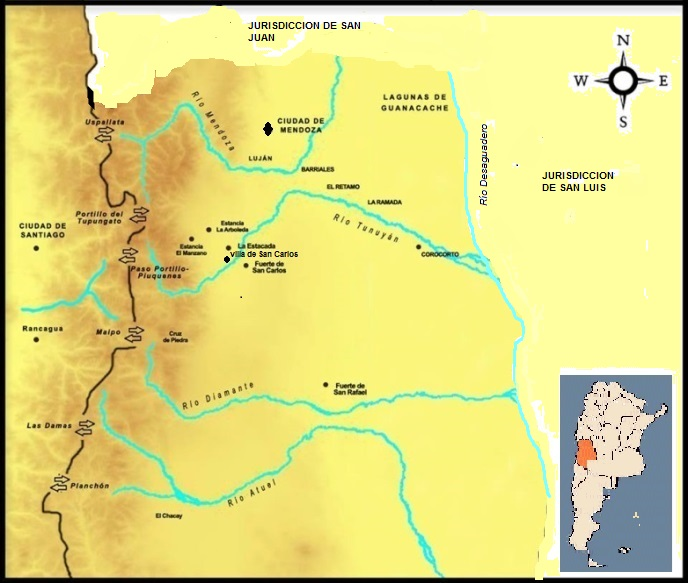 JURISDICCION DE SAN
JUAN
N
W
E
S
LAGUNAS DE
GUANACACHE
Río Mendoza
Uspallata
CIUDAD DE
MENDOZA
Río Desaguadero
LUJÁN
BARRIALES
JURISDICCION
DE SAN LUIS
EL RETAMO
LA RAMADA
Portillo del
Tupungato
CIUDAD DE
SANTIAGO
Estancia
La Arboleda
Río Tunuyán
Estancia
El Manzano
La Estacada
Villa de San Carlos
COROCORTO
Fuerte de
San Carlos
Paso Portillo-
Piuquenes
Rancagua
Maipo
Cruz
de Piedra
Río Diamante
Fuerte de
San Rafael
Las Damas
Planchón
Río Atuel
El Chacay